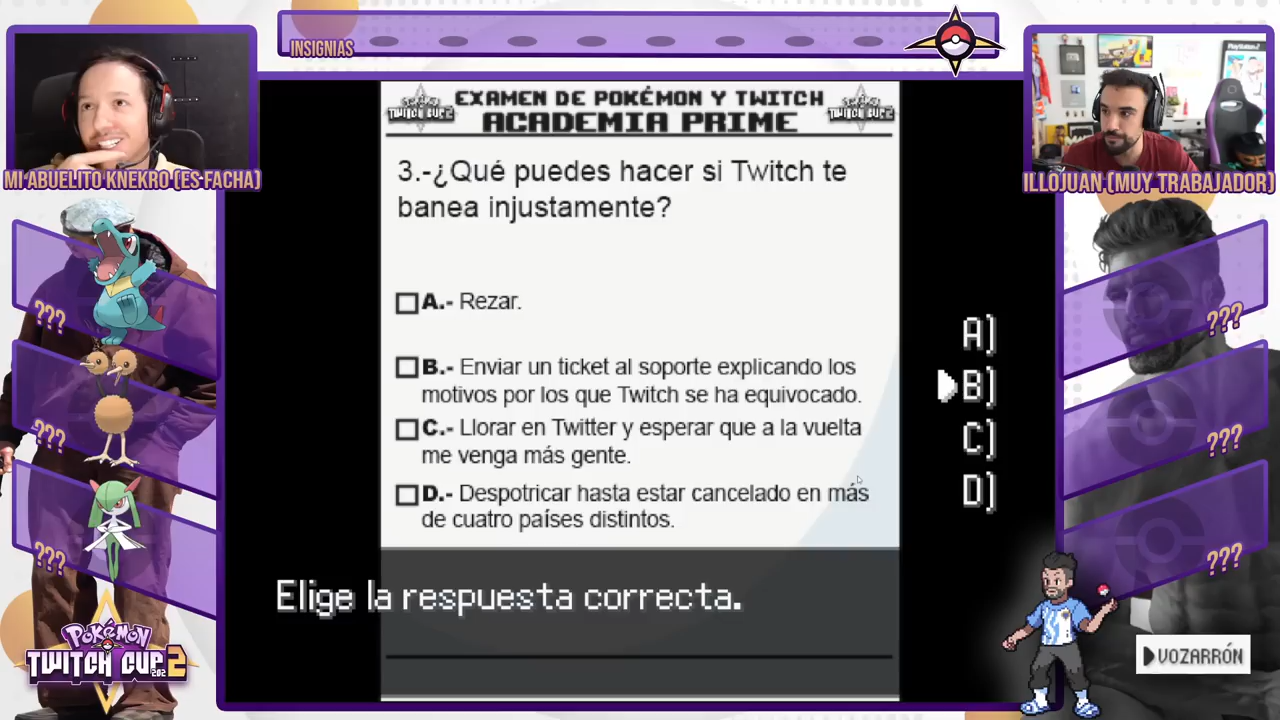 INSIGNIAS
MI ABUELITO KNEKRO (ES FACHA)
ILLOJUAN (MUY TRABAJADOR)
POKÉMON
TWITCH CUP 2
EXAMEN DE POKÉMON Y TWITCH
ACADEMIA PRIME
POKÉMON
TWITCH CUP 2
3.-¿Qué puedes hacer si Twitch te
banea injustamente?
A.- Rezar.
B.- Enviar un ticket al soporte explicando los
motivos por los que Twitch se ha equivocado.
C.- Llorar en Twitter y esperar que a la vuelta
me venga más gente.
D.- Despotricar hasta estar cancelado en más
de cuatro países distintos.
A)
B)
C)
D)
Elige la respuesta correcta.
???
???
???
???
???
???
POKÉMON
TWITCH CUP 2
VOZARRÓN